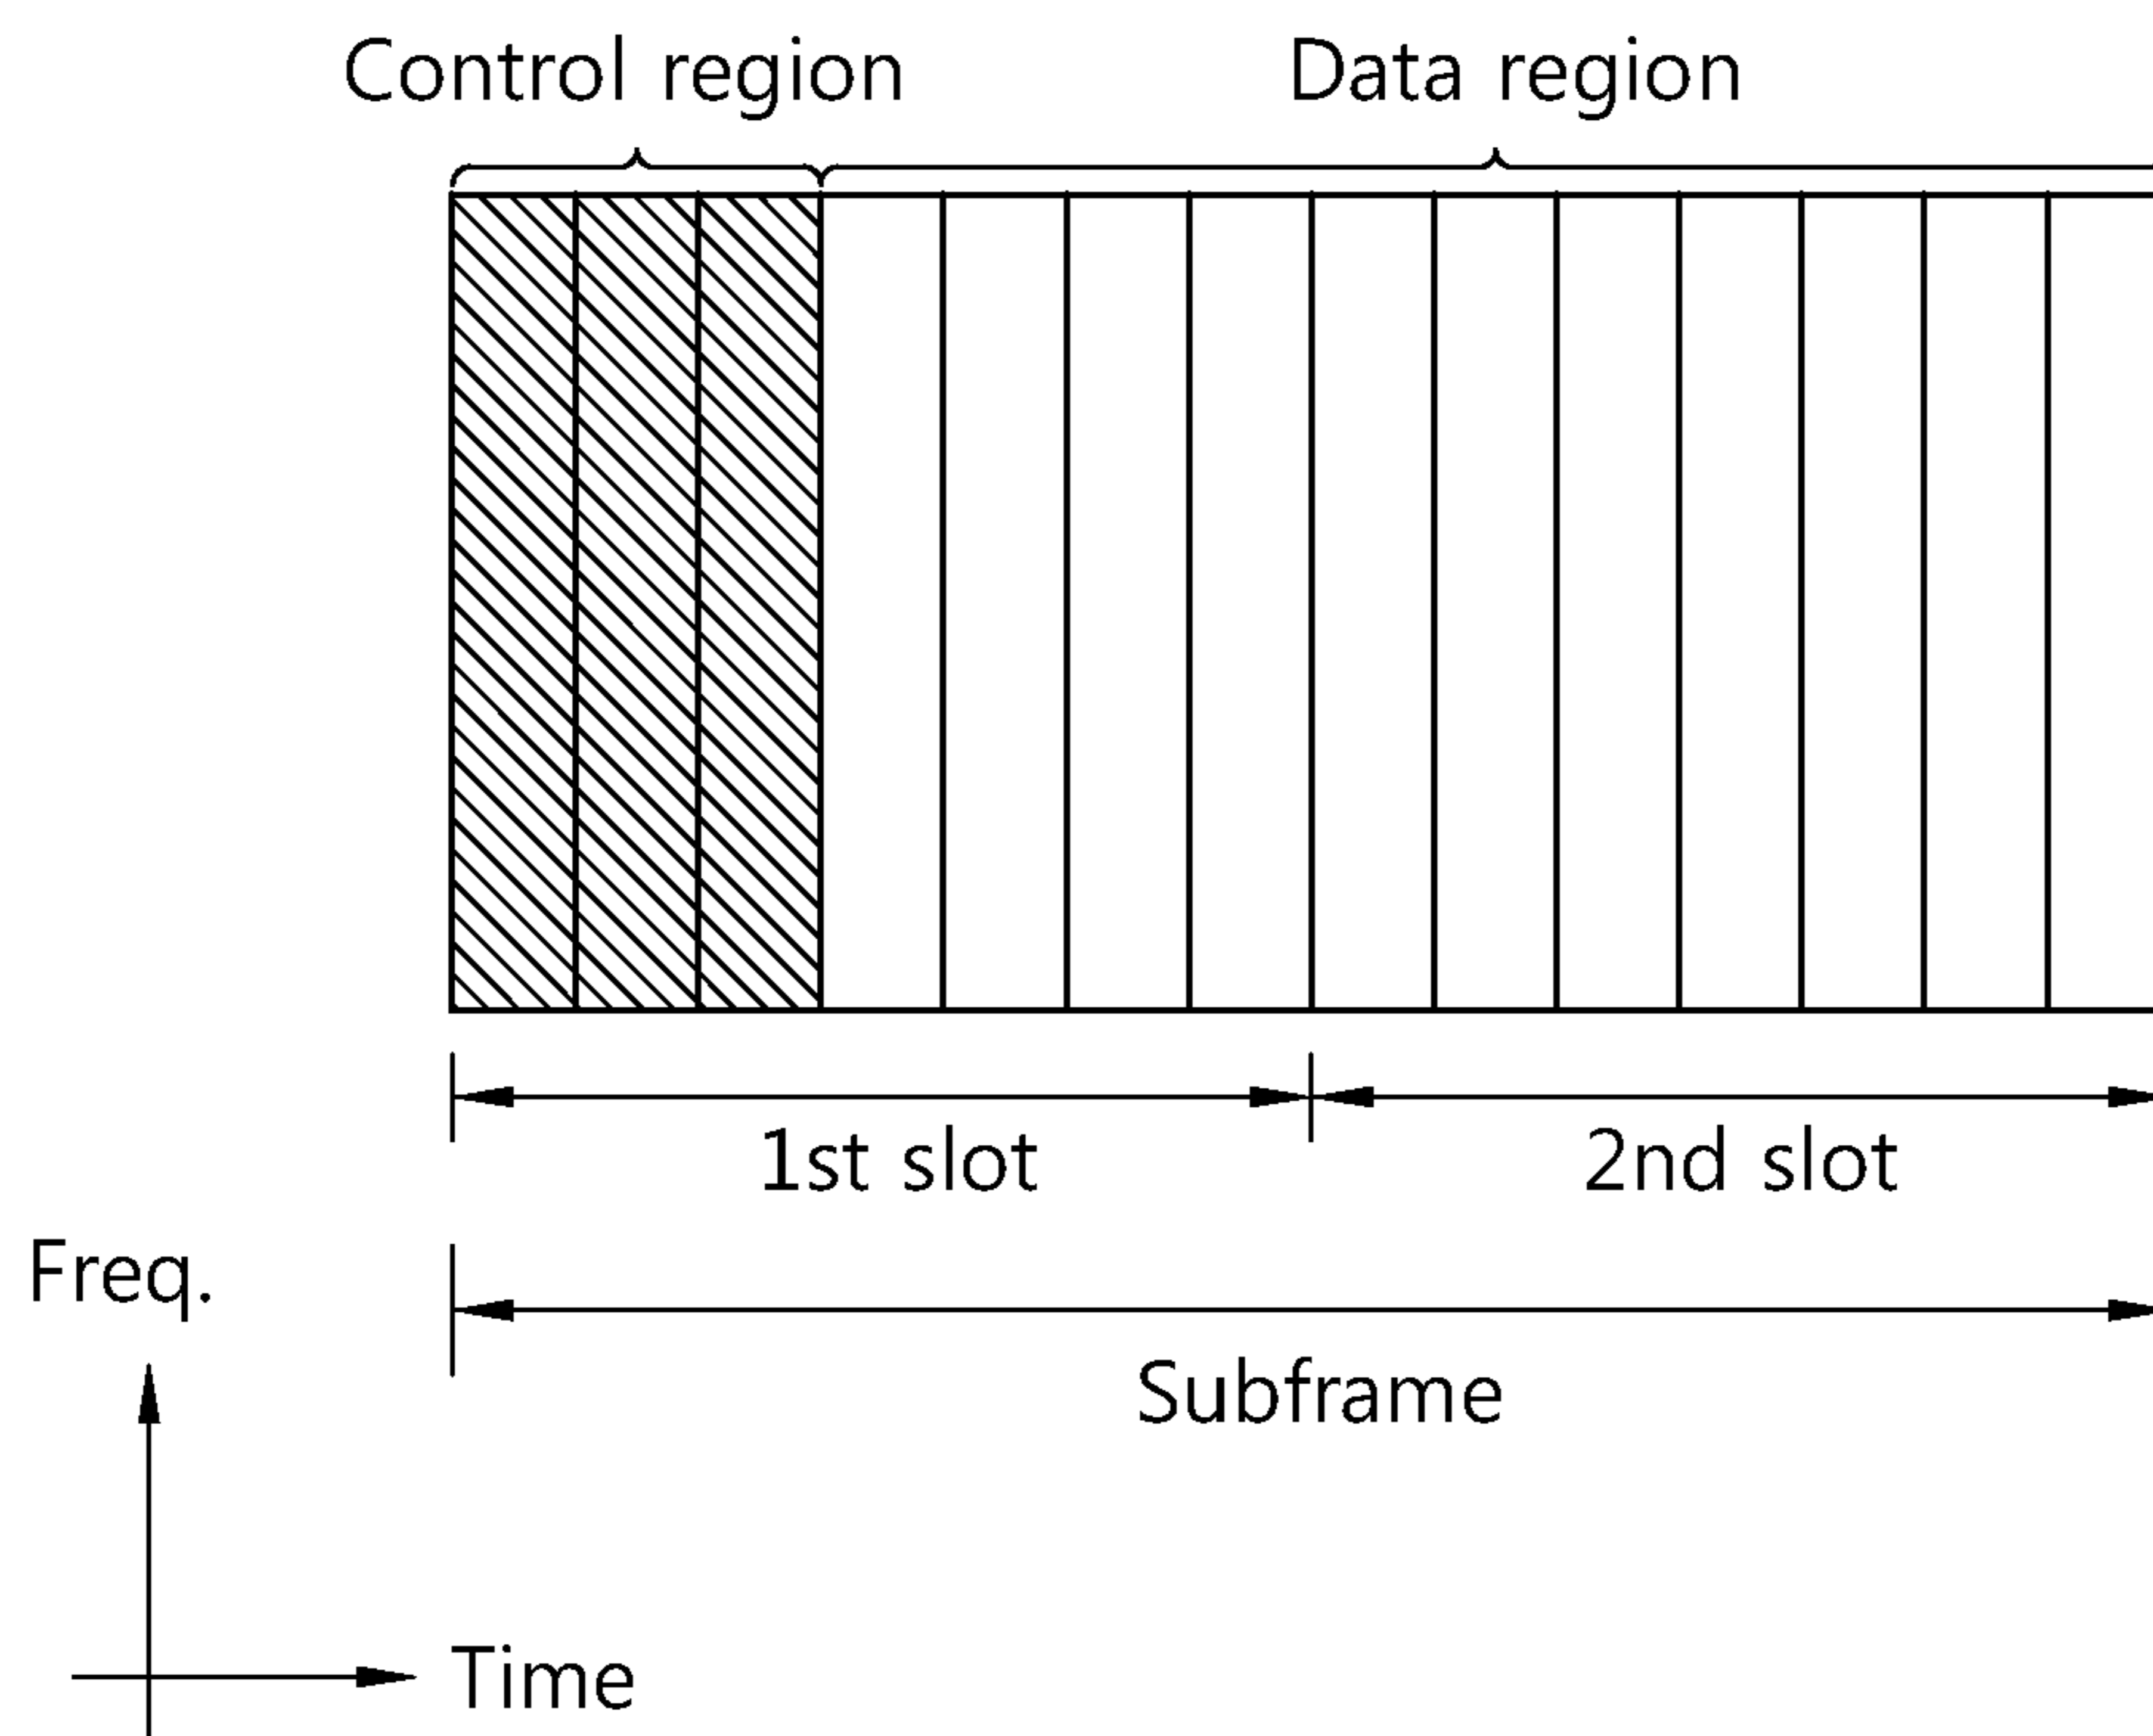 Control region
Data region
1st slot
2nd slot
Freq.
Subframe
Time